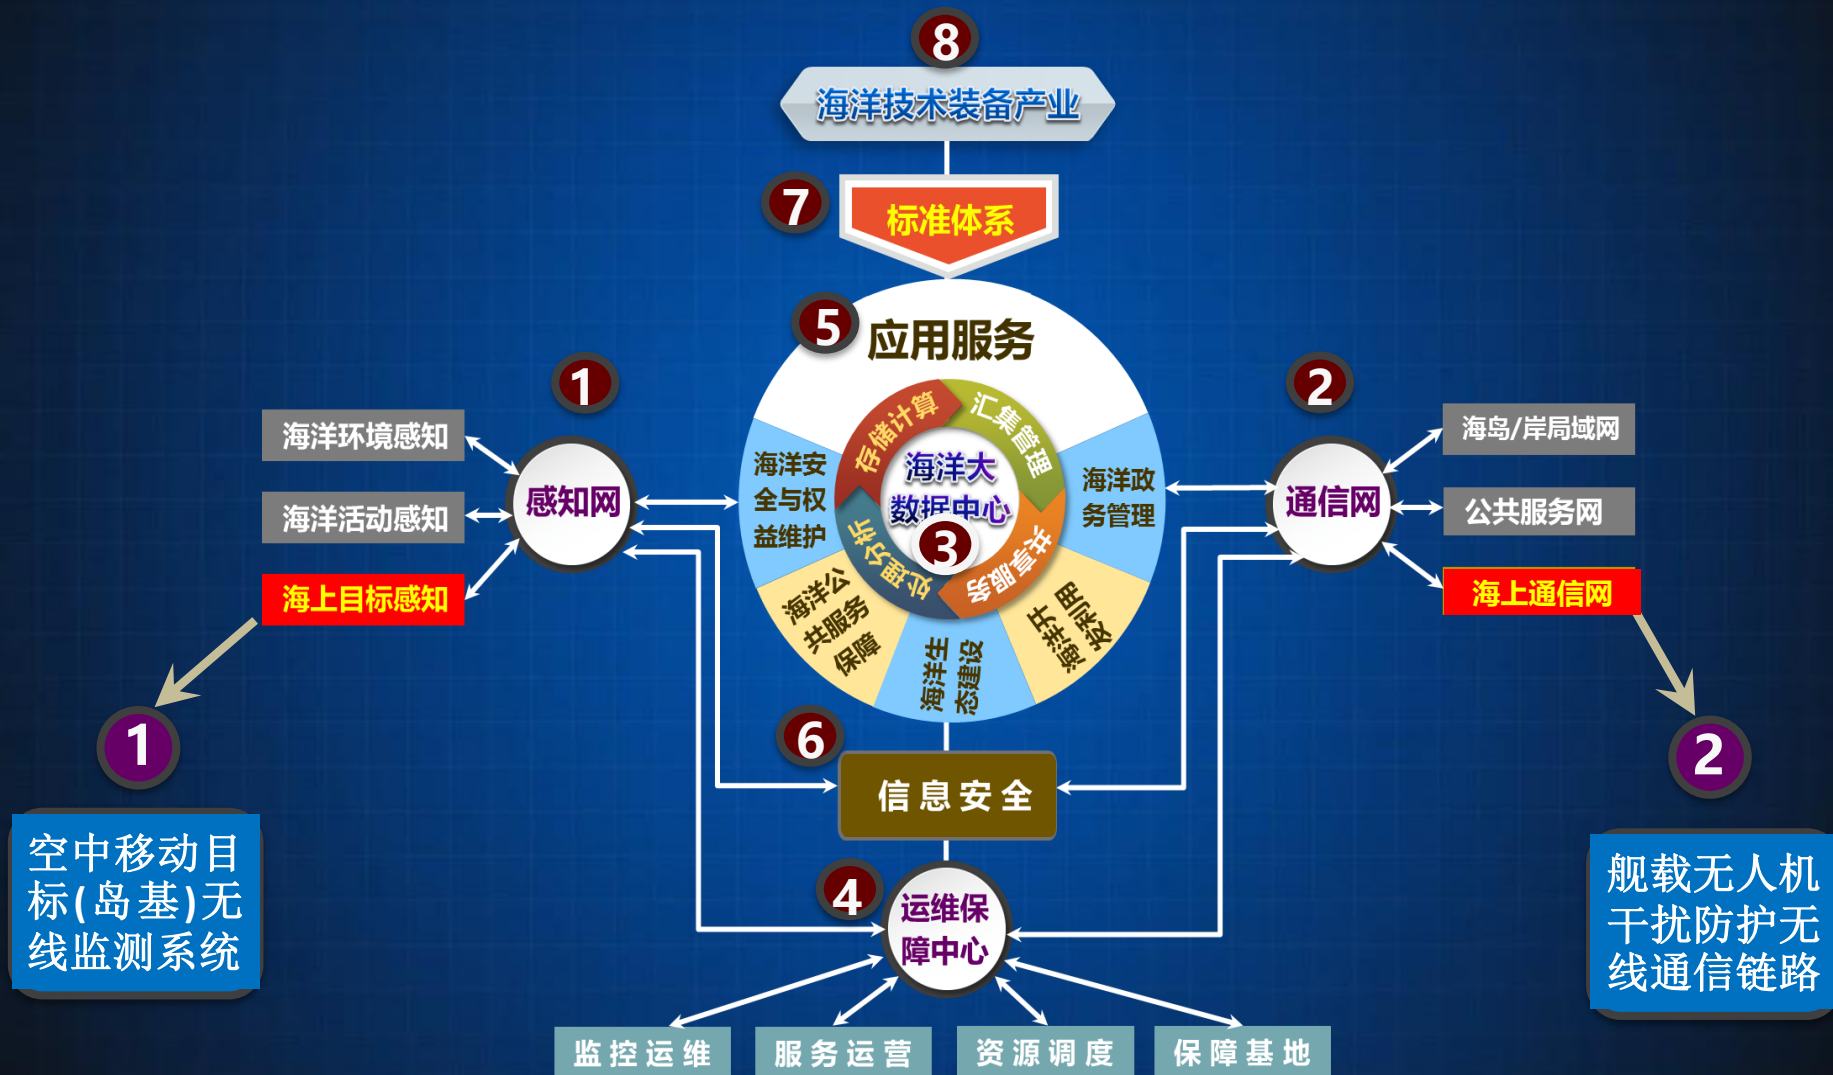 8
海洋技术装备产业
7
标准体系
5
应用服务
1
感知网
海洋环境感知
海洋活动感知
海上目标感知
2
通信网
海岛/岸局域网
公共服务网
海上通信网
存储计算
汇集管理
共享服务
处理分析
海洋大
数据中心
3
海洋安
全与权
益维护
海洋政
务管理
海洋公
共服务
保障
海洋生
态建设
海洋开
发利用
6
信息安全
4
运维保
障中心
监控运维
服务运营
资源调度
保障基地
1
空中移动目
标(岛基)无
线监测系统
2
舰载无人机
干扰防护无
线通信链路